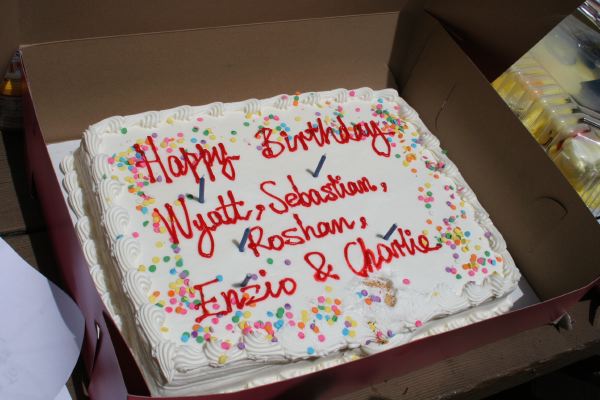 Happy Birthday
Wyatt, Sebastian,
Roshan,
Enzio & Charlie